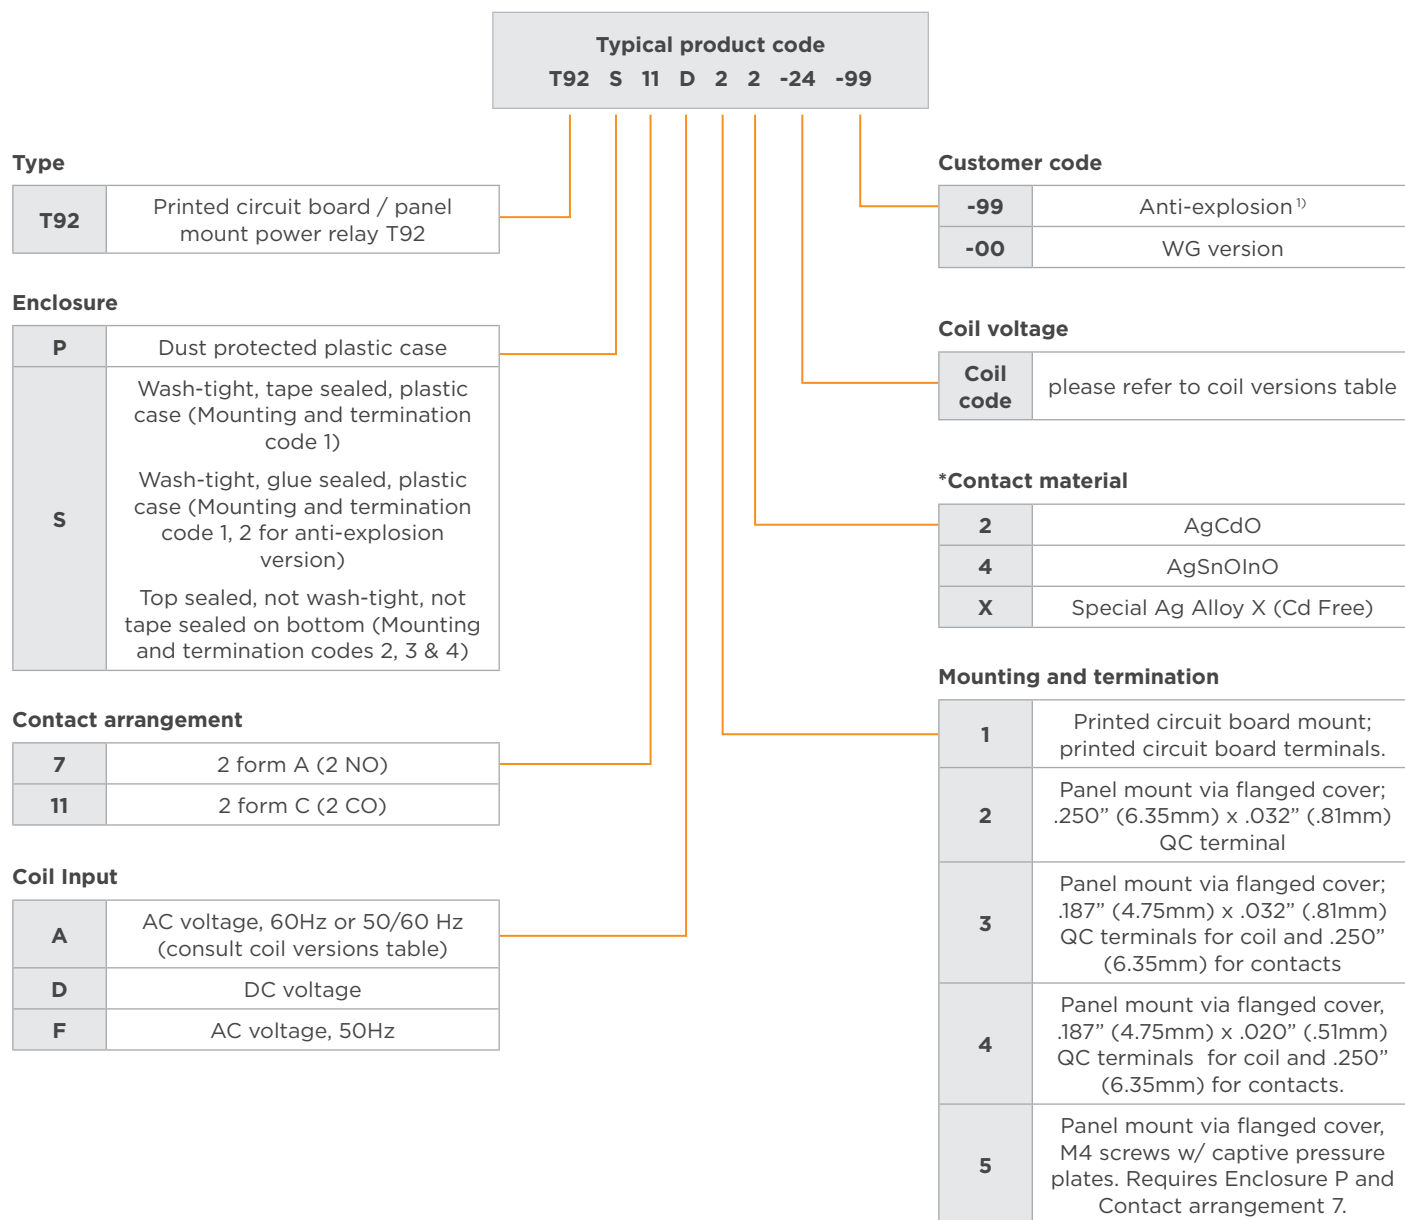 Typical product code
T92 S 11 D 2 2 -24 -99
Type
T92
Printed circuit board / panel
mount power relay T92
Enclosure
P
Dust protected plastic case
S
Wash-tight, tape sealed, plastic
case (Mounting and termination
code 1)
Wash-tight, glue sealed, plastic
case (Mounting and termination
code 1, 2 for anti-explosion
version)
Top sealed, not wash-tight, not
tape sealed on bottom (Mounting
and termination codes 2, 3 & 4)
Contact arrangement
7
2 form A (2 NO)
11
2 form C (2 CO)
Coil Input
A
AC voltage, 60Hz or 50/60 Hz
(consult coil versions table)
D
DC voltage
F
AC voltage, 50Hz
Customer code
-99
Anti-explosion 1)
-00
WG version
Coil voltage
Coil
code
please refer to coil versions table
*Contact material
2
AgCdO
4
AgSnOInO
X
Special Ag Alloy X (Cd Free)
Mounting and termination
1
Printed circuit board mount;
printed circuit board terminals.
2
Panel mount via flanged cover;
.250” (6.35mm) x .032” (.81mm)
QC terminal
3
Panel mount via flanged cover;
.187” (4.75mm) x .032” (.81mm)
QC terminals for coil and .250”
(6.35mm) for contacts
4
Panel mount via flanged cover,
.187” (4.75mm) x .020” (.51mm)
QC terminals for coil and .250”
(6.35mm) for contacts.
5
Panel mount via flanged cover,
M4 screws w/ captive pressure
plates. Requires Enclosure P and
Contact arrangement 7.